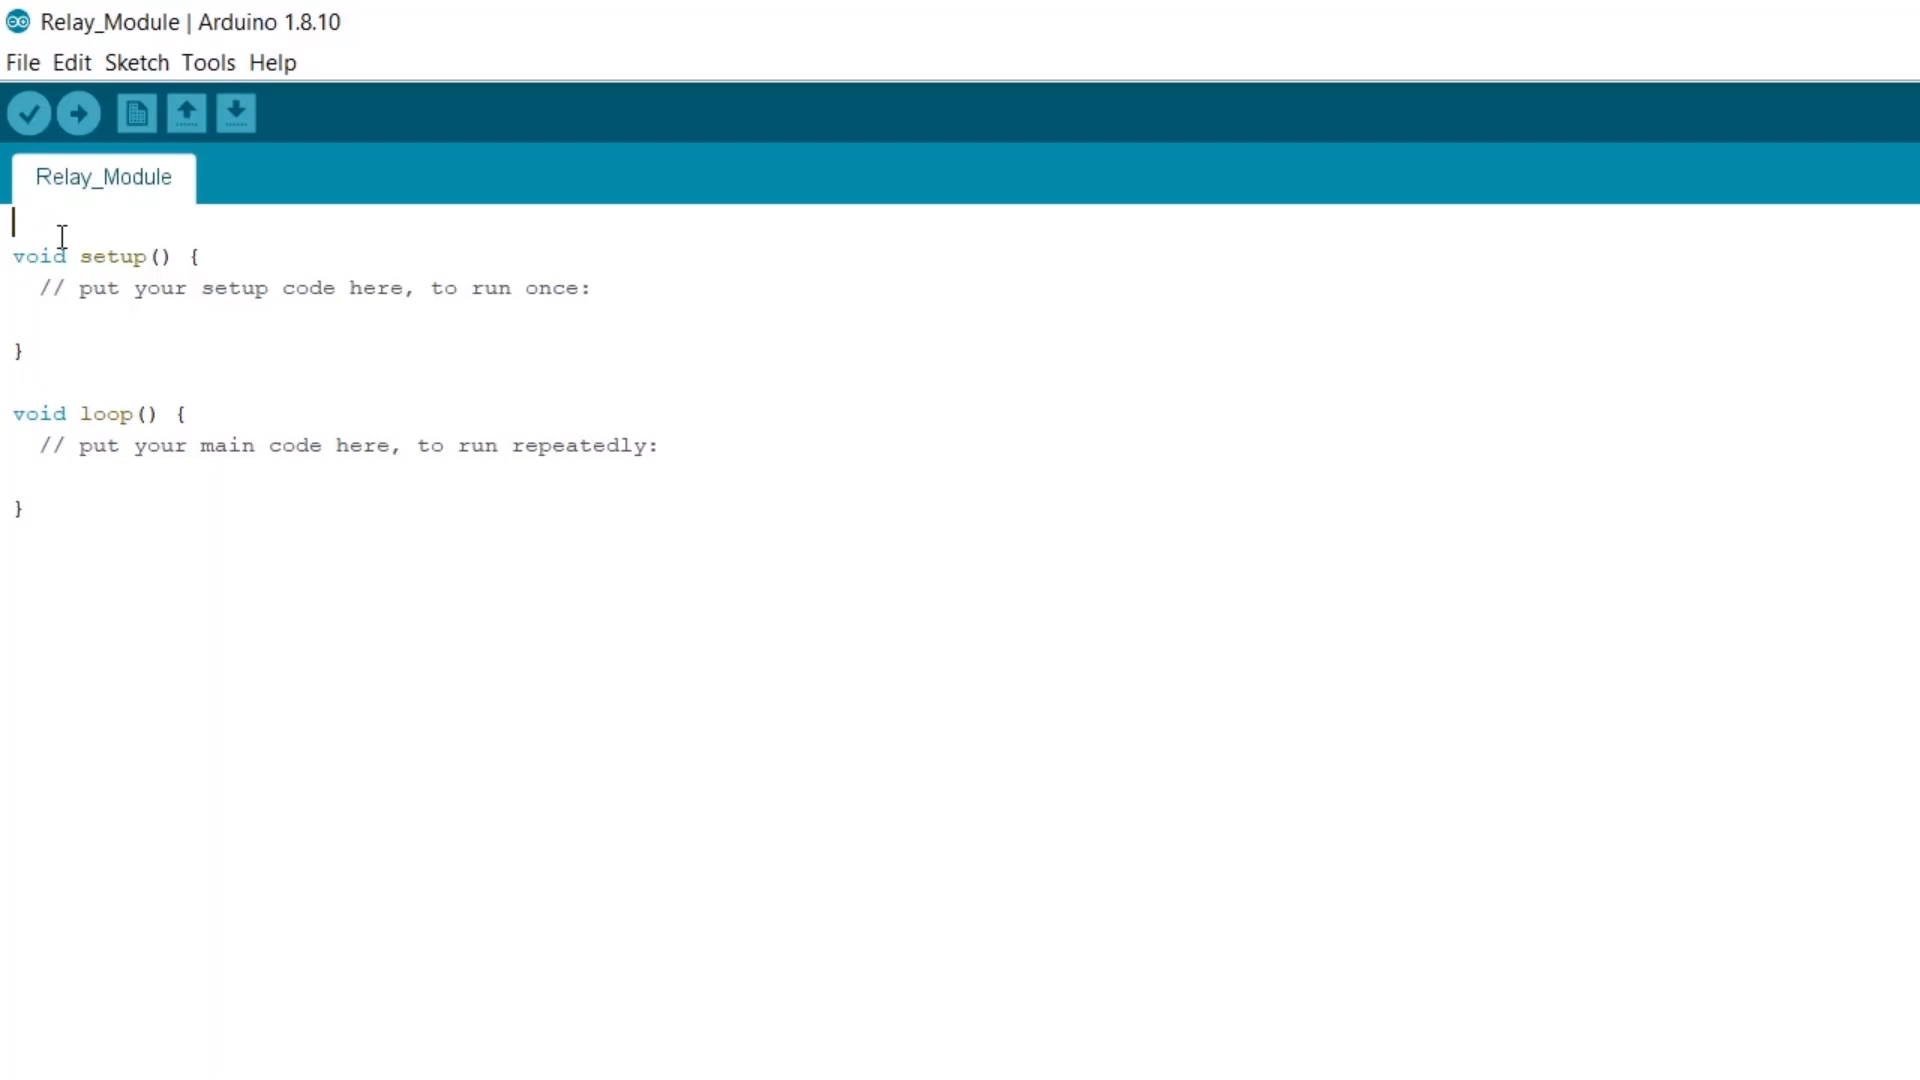 Relay_Module | Arduino 1.8.10
File Edit Sketch Tools Help
Relay_Module
void setup() {
  // put your setup code here, to run once:
}
void loop() {
  // put your main code here, to run repeatedly:
}